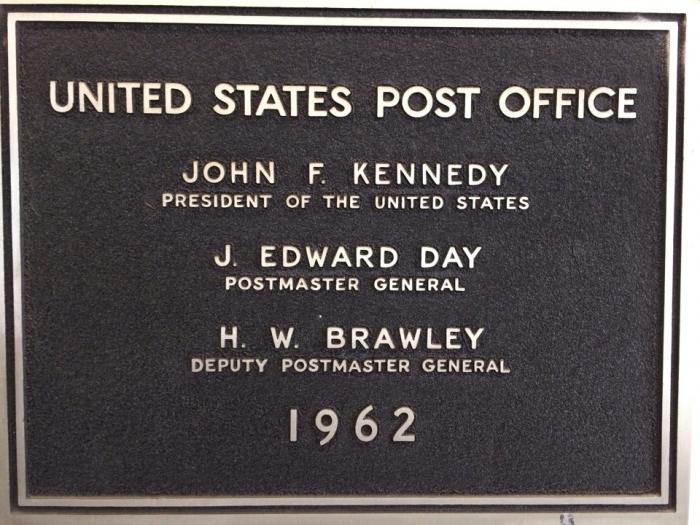 UNITED STATES POST OFFICE
JOHN F. KENNEDY
PRESIDENT OF THE UNITED STATES
J. EDWARD DAY
POSTMASTER GENERAL
H. W. BRAWLEY
DEPUTY POSTMASTER GENERAL
1962